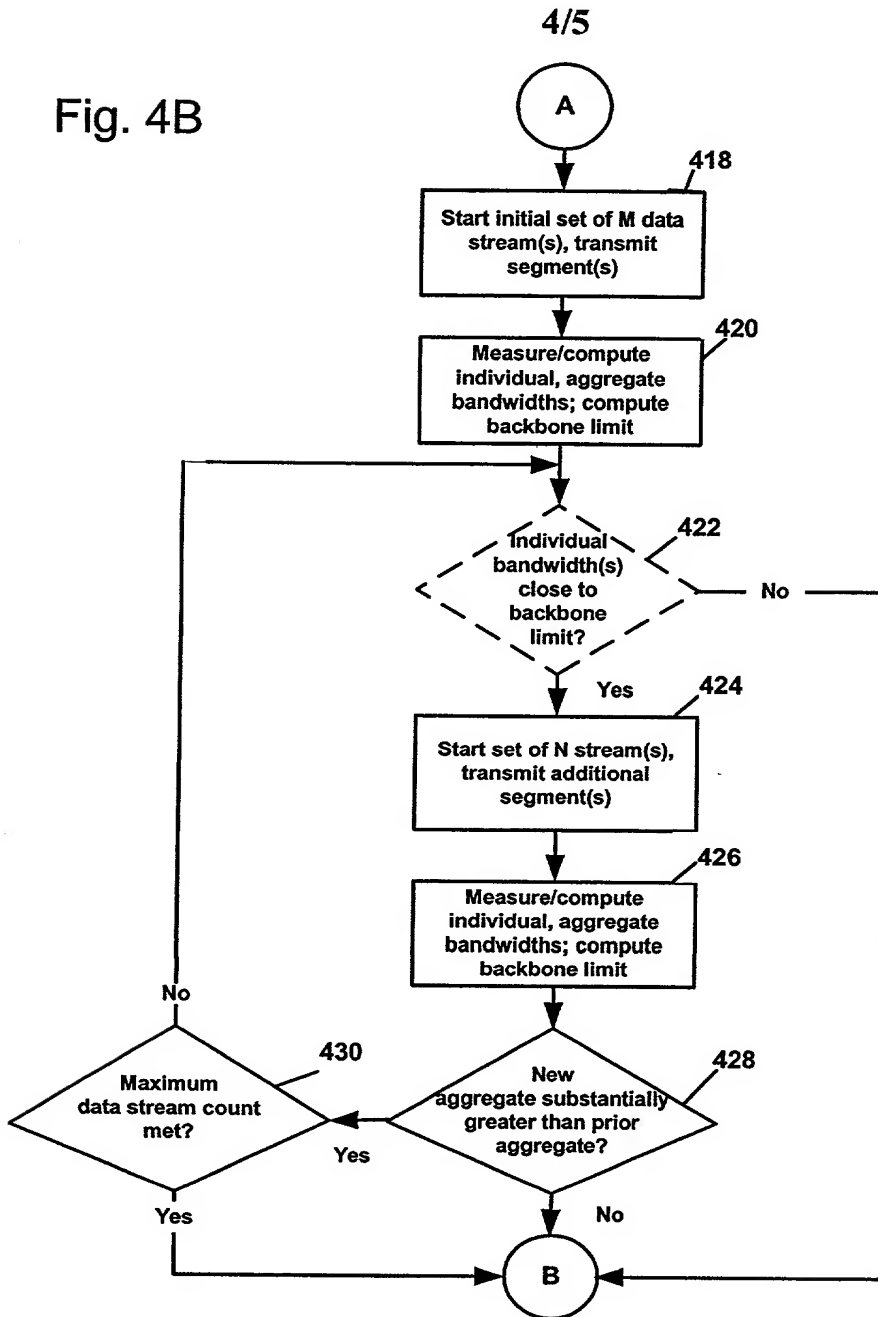 4/5
Fig. 4B
A
418
Start initial set of M data
stream(s), transmit
segment(s)
420
Measure/compute
individual, aggregate
bandwidths; compute
backbone limit
422
Individual
bandwidth(s)
close to
backbone
limit?
No
Yes
424
Start set of N stream(s),
transmit additional
segment(s)
426
Measure/compute
individual, aggregate
bandwidths; compute
backbone limit
No
430
Maximum
data stream count
met?
428
New
aggregate substantially
greater than prior
aggregate?
Yes
Yes
No
B